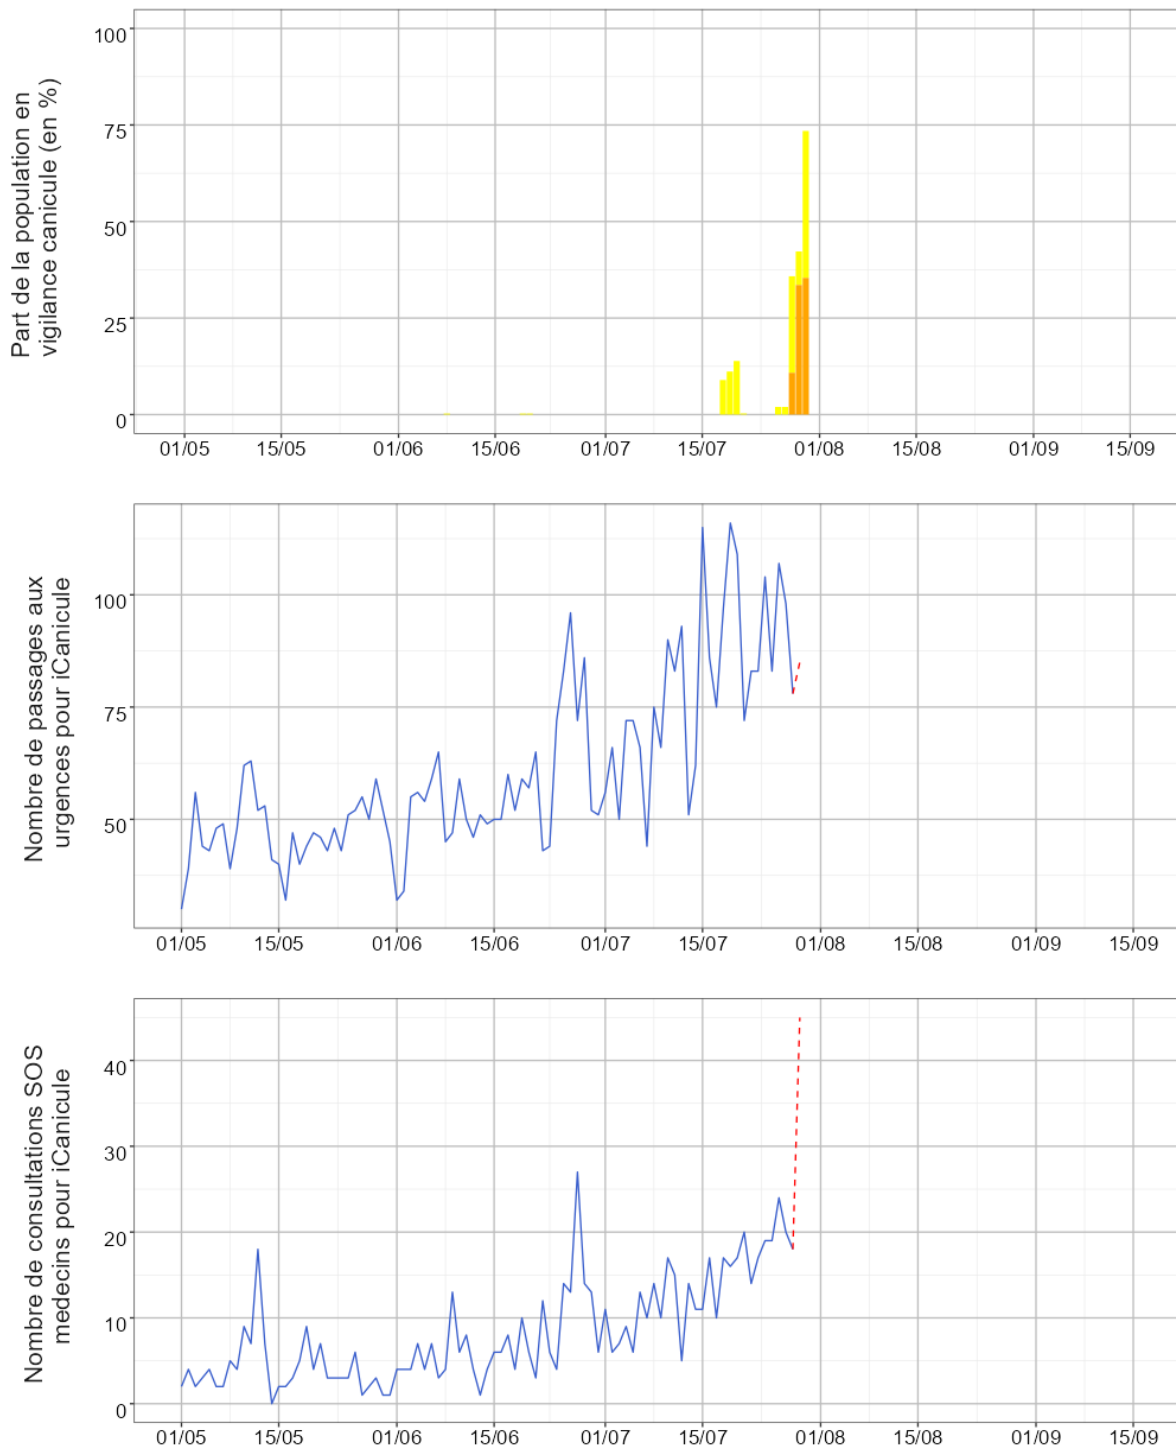 Part de la population en
vigilance canicule (en %)
100
75
50
25
0
01/05 15/05 01/06 15/06 01/07 15/07 01/08 15/08 01/09 15/09
Nombre de passages aux
urgences pour iCanicule
100
75
50
01/05 15/05 01/06 15/06 01/07 15/07 01/08 15/08 01/09 15/09
Nombre de consultations SOS
medecins pour iCanicule
40
30
20
10
0
01/05 15/05 01/06 15/06 01/07 15/07 01/08 15/08 01/09 15/09